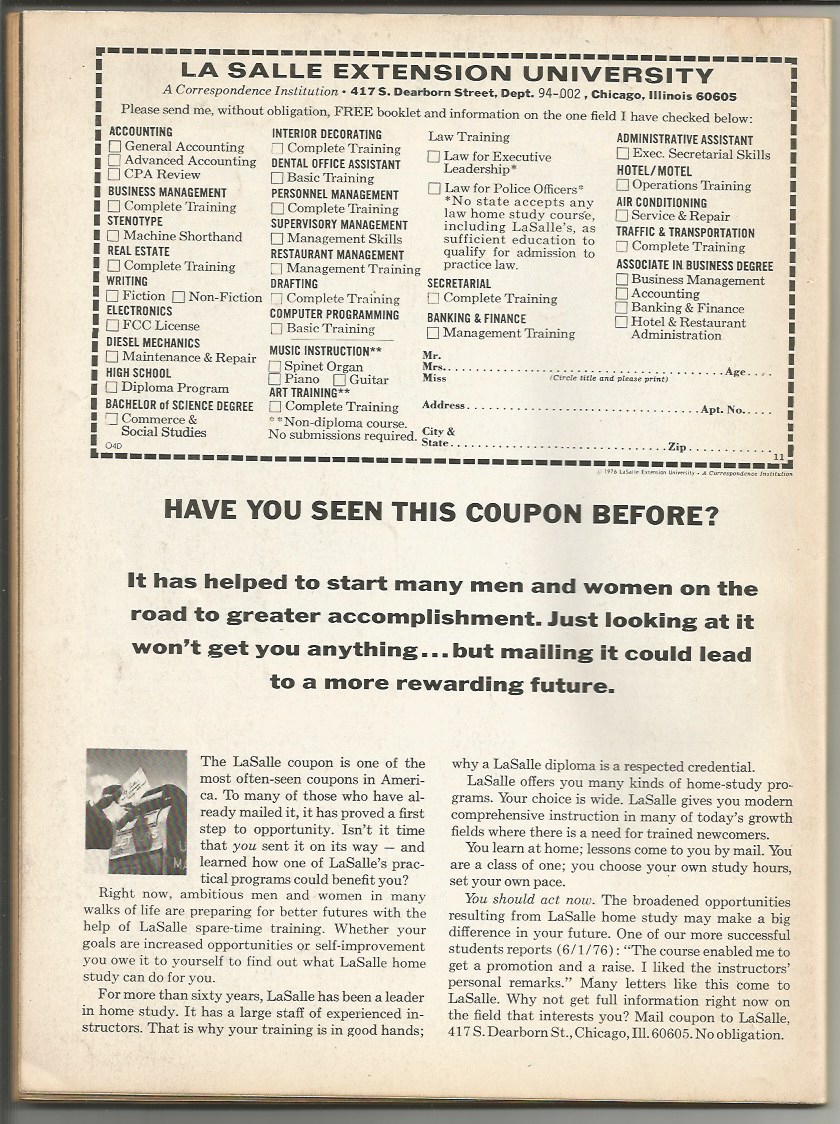 LA SALLE EXTENSION UNIVERSITY
A Correspondence Institution • 417 S. Dearborn Street, Dept. 94-002 , Chicago, Illinois 60605
Please send me, without obligation, FREE booklet and information on the one field I have checked below:
ACCOUNTING
General Accounting
Advanced Accounting
CPA Review
BUSINESS MANAGEMENT
Complete Training
STENOTYPE
Machine Shorthand
REAL ESTATE
Complete Training
WRITING
Fiction Non-Fiction
ELECTRONICS
FCC License
DIESEL MECHANICS
Maintenance & Repair
HIGH SCHOOL
Diploma Program
BACHELOR of SCIENCE DEGREE
Commerce &
Social Studies
O4D
INTERIOR DECORATING
Complete Training
DENTAL OFFICE ASSISTANT
Basic Training
PERSONNEL MANAGEMENT
Complete Training
SUPERVISORY MANAGEMENT
Management Skills
RESTAURANT MANAGEMENT
Management Training
DRAFTING
Complete Training
COMPUTER PROGRAMMING
Basic Training
MUSIC INSTRUCTION**
Spinet Organ
Piano Guitar
ART TRAINING**
Complete Training
**Non-diploma course.
No submissions required.
Law Training
Law for Executive
Leadership*
Law for Police Officers*
*No state accepts any
law home study course,
including LaSalle's, as
sufficient education to
qualify for admission to
practice law.
SECRETARIAL
Complete Training
BANKING & FINANCE
Management Training
ADMINISTRATIVE ASSISTANT
Exec. Secretarial Skills
HOTEL/MOTEL
Operations Training
AIR CONDITIONING
Service & Repair
TRAFFIC & TRANSPORTATION
Complete Training
ASSOCIATE IN BUSINESS DEGREE
Business Management
Accounting
Banking & Finance
Hotel & Restaurant
Administration
Mr.
Mrs. Age
Miss (Circle title and please print)
Address Apt. No.
City &
State Zip
11
© 1976 LaSalle Extension University • A Correspondence Institution
HAVE YOU SEEN THIS COUPON BEFORE?
It has helped to start many men and women on the
road to greater accomplishment. Just looking at it
won't get you anything...but mailing it could lead
to a more rewarding future.
The LaSalle coupon is one of the
most often-seen coupons in Ameri-
ca. To many of those who have al-
ready mailed it, it has proved a first
step to opportunity. Isn't it time
that you sent it on its way — and
learned how one of LaSalle's prac-
tical programs could benefit you?
Right now, ambitious men and women in many
walks of life are preparing for better futures with the
help of LaSalle spare-time training. Whether your
goals are increased opportunities or self-improvement
you owe it to yourself to find out what LaSalle home
study can do for you.
For more than sixty years, LaSalle has been a leader
in home study. It has a large staff of experienced in-
structors. That is why your training is in good hands;
why a LaSalle diploma is a respected credential.
LaSalle offers you many kinds of home-study pro-
grams. Your choice is wide. LaSalle gives you modern
comprehensive instruction in many of today's growth
fields where there is a need for trained newcomers.
You learn at home; lessons come to you by mail. You
are a class of one; you choose your own study hours,
set your own pace.
You should act now. The broadened opportunities
resulting from LaSalle home study may make a big
difference in your future. One of our more successful
students reports (6/1/76): "The course enabled me to
get a promotion and a raise. I liked the instructors'
personal remarks." Many letters like this come to
LaSalle. Why not get full information right now on
the field that interests you? Mail coupon to LaSalle,
417 S. Dearborn St., Chicago, Ill. 60605. No obligation.